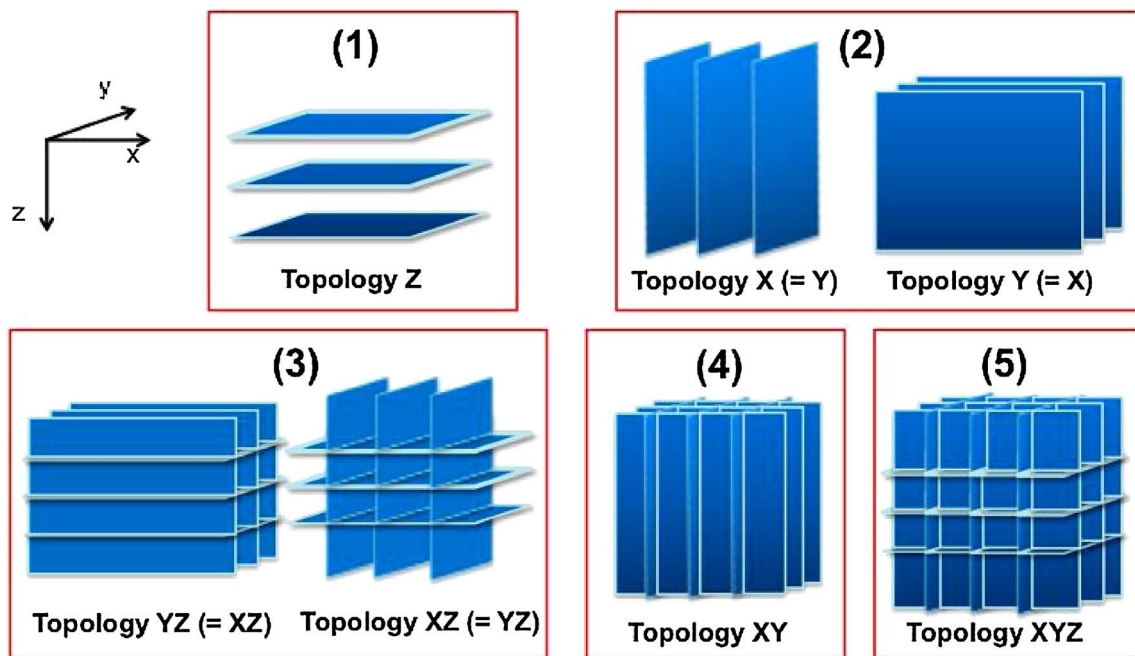 (1)
(2)
y
x
z
Topology Z
Topology X (= Y)
Topology Y (= X)
(3)
(4)
(5)
Topology YZ (= XZ)
Topology XZ (= YZ)
Topology XY
Topology XYZ